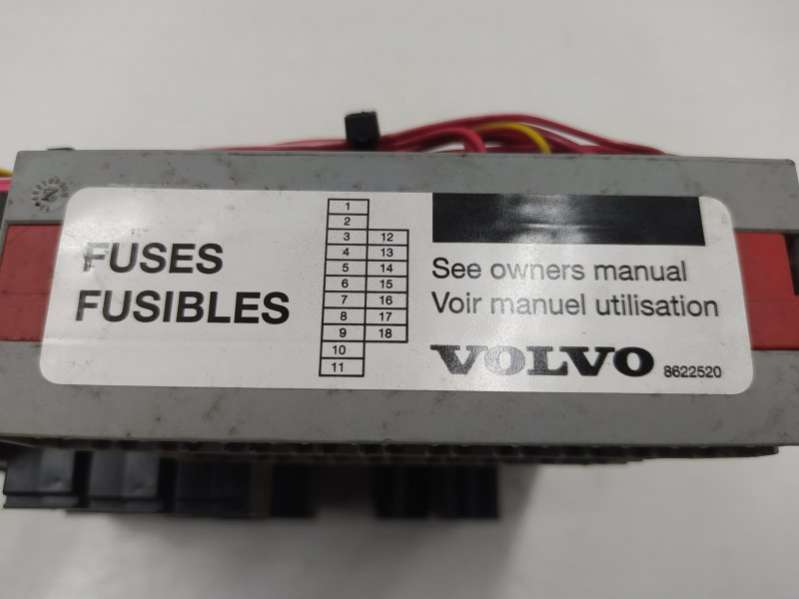 FUSES
FUSIBLES
1
2
3 12
4 13
5 14
6 15
7 16
8 17
9 18
10
11
See owners manual
Voir manuel utilisation
VOLVO 8622520